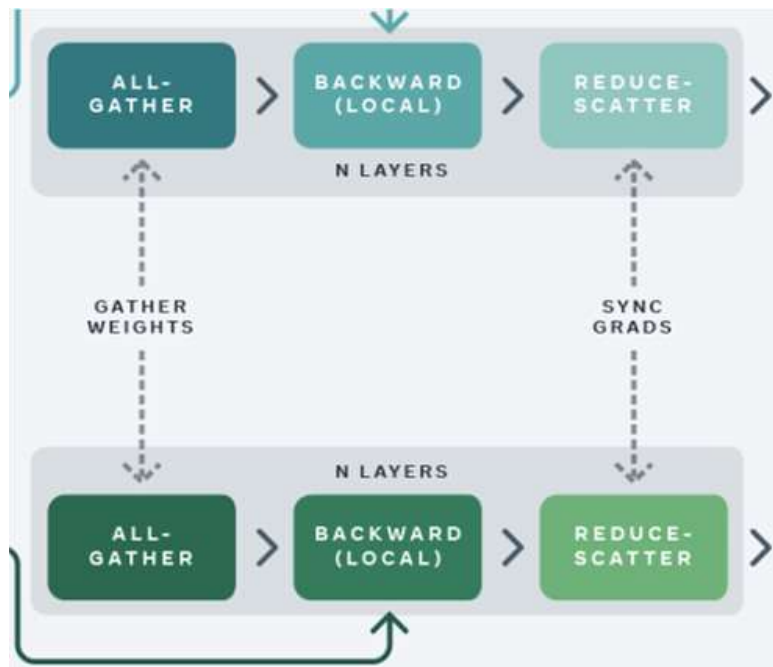 ALL-
GATHER
BACKWARD
(LOCAL)
REDUCE-
SCATTER
N LAYERS
GATHER
WEIGHTS
SYNC
GRADS
N LAYERS
ALL-
GATHER
BACKWARD
(LOCAL)
REDUCE-
SCATTER